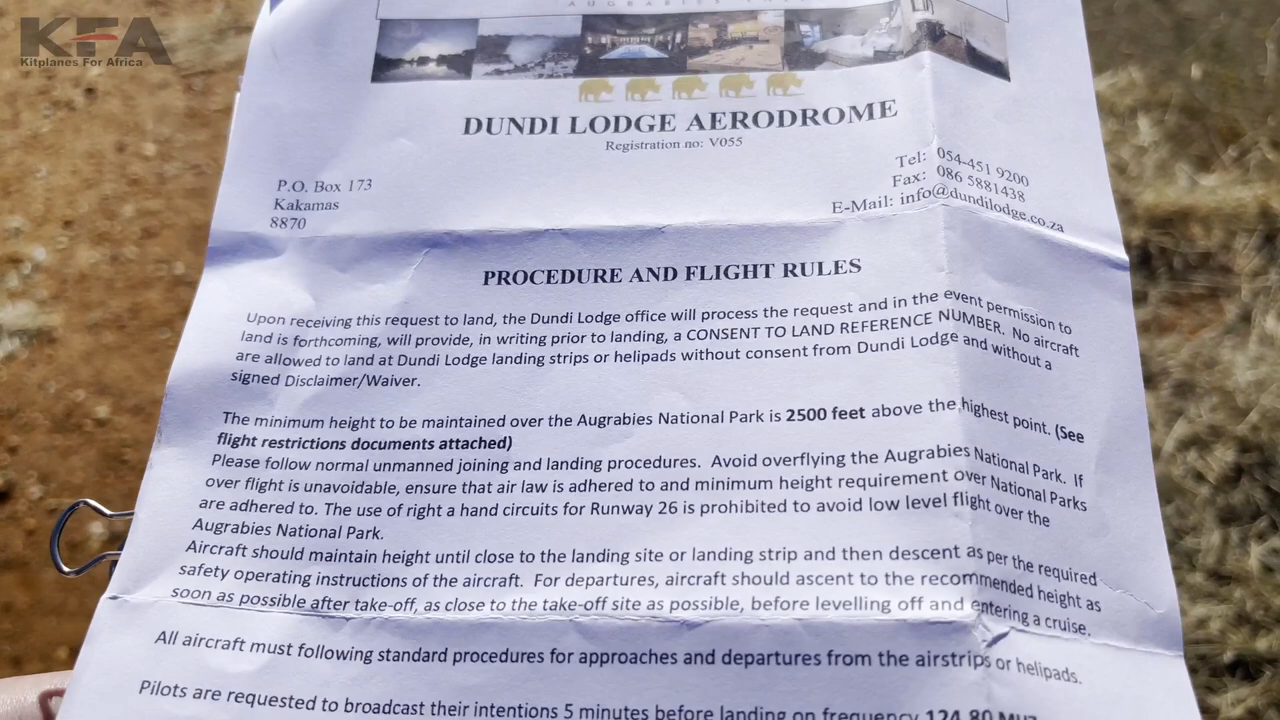 KFA
Kitplanes For Africa
DUNDI LODGE AERODROME
Registration no: V055
P.O. Box 173
Kakamas
8870
Tel: 054-451 9200
Fax: 086 5881438
E-Mail: info@dundilodge.co.za
PROCEDURE AND FLIGHT RULES
Upon receiving this request to land, the Dundi Lodge office will process the request and in the event permission to
land is forthcoming, will provide, in writing prior to landing, a CONSENT TO LAND REFERENCE NUMBER. No aircraft
are allowed to land at Dundi Lodge landing strips or helipads without consent from Dundi Lodge and without a
signed Disclaimer/Waiver.
The minimum height to be maintained over the Augrabies National Park is 2500 feet above the highest point. (See
flight restrictions documents attached)
Please follow normal unmanned joining and landing procedures. Avoid overflying the Augrabies National Park. If
over flight is unavoidable, ensure that air law is adhered to and minimum height requirement over National Parks
are adhered to. The use of right a hand circuits for Runway 26 is prohibited to avoid low level flight over the
Augrabies National Park.
Aircraft should maintain height until close to the landing site or landing strip and then descent as per the required
safety operating instructions of the aircraft. For departures, aircraft should ascent to the recommended height as
soon as possible after take-off, as close to the take-off site as possible, before levelling off and entering a cruise.
All aircraft must following standard procedures for approaches and departures from the airstrips or helipads.
Pilots are requested to broadcast their intentions 5 minutes before landing on frequency 124.80